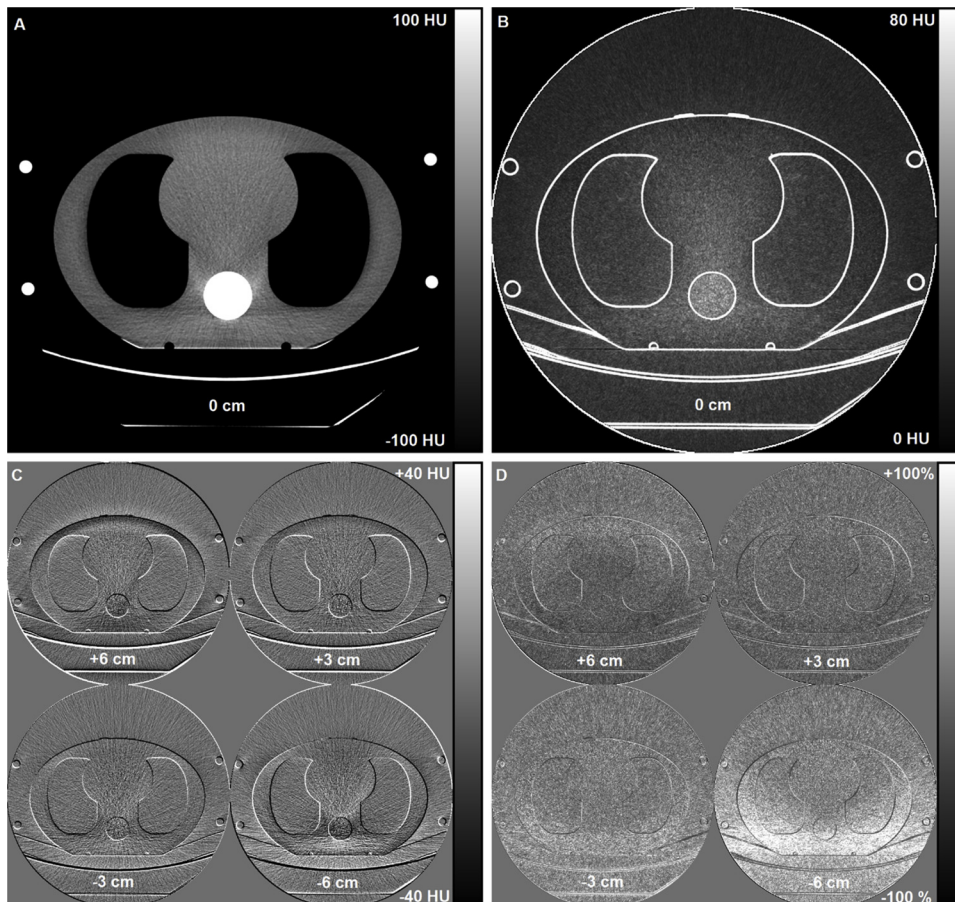 A
100 HU
0 cm
-100 HU
B
80 HU
0 cm
0 HU
C
+40 HU
+6 cm
+3 cm
-3 cm
-6 cm
-40 HU
D
+100%
+6 cm
+3 cm
-3 cm
-6 cm
-100 %